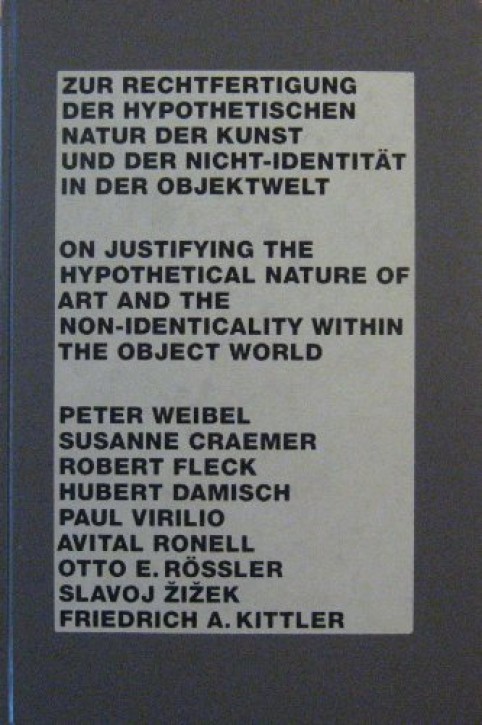 ZUR RECHTFERTIGUNG
DER HYPOTHETISCHEN
NATUR DER KUNST
UND DER NICHT-IDENTITÄT
IN DER OBJEKTWELT
ON JUSTIFYING THE
HYPOTHETICAL NATURE OF
ART AND THE
NON-IDENTICALITY WITHIN
THE OBJECT WORLD
PETER WEIBEL
SUSANNE CRAEMER
ROBERT FLECK
HUBERT DAMISCH
PAUL VIRILIO
AVITAL RONELL
OTTO E. RÖSSLER
SLAVOJ ŽIŽEK
FRIEDRICH A. KITTLER